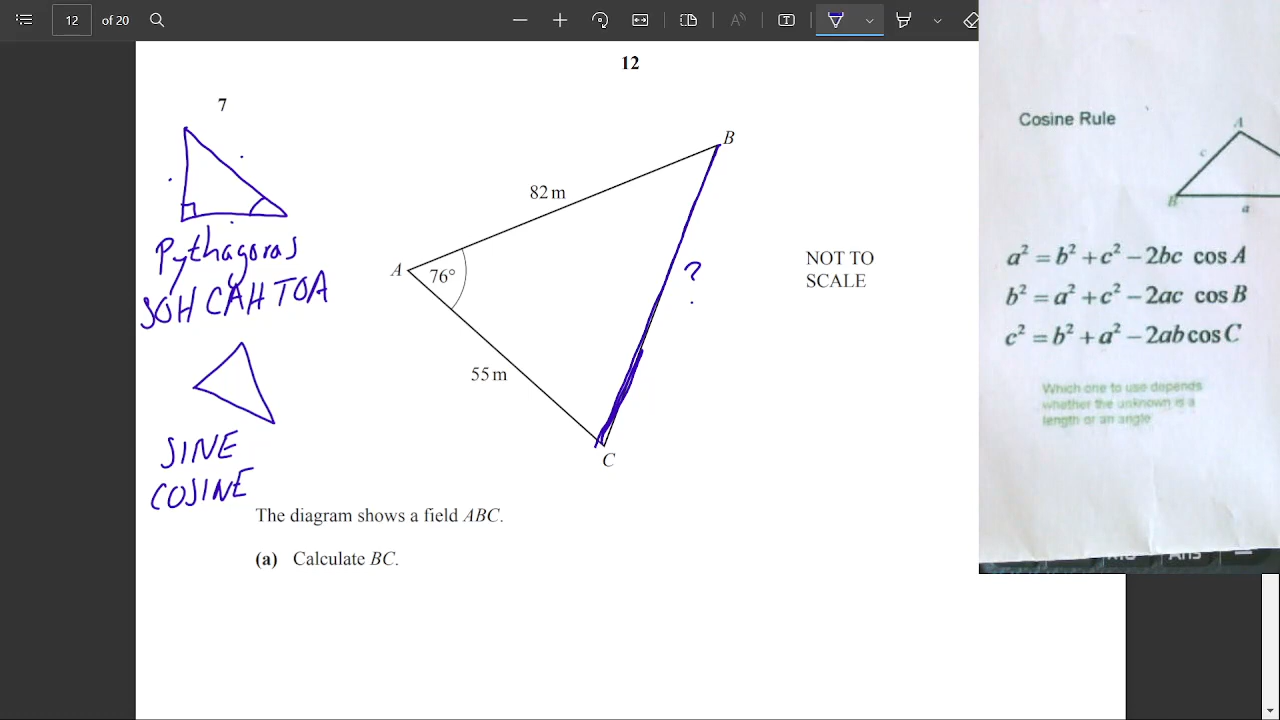 12 of 20
12
7
B
82 m
A
76°
?
NOT TO
SCALE
55 m
C
Pythagoras
SOH CAH TOA
SINE
COSINE
The diagram shows a field ABC.
(a) Calculate BC.
Cosine Rule
A
c
B
a
a² = b² + c² − 2bc cos A
b² = a² + c² − 2ac cos B
c² = b² + a² − 2ab cos C
Which one to use depends
whether the unknown is a
length or an angle
Ans